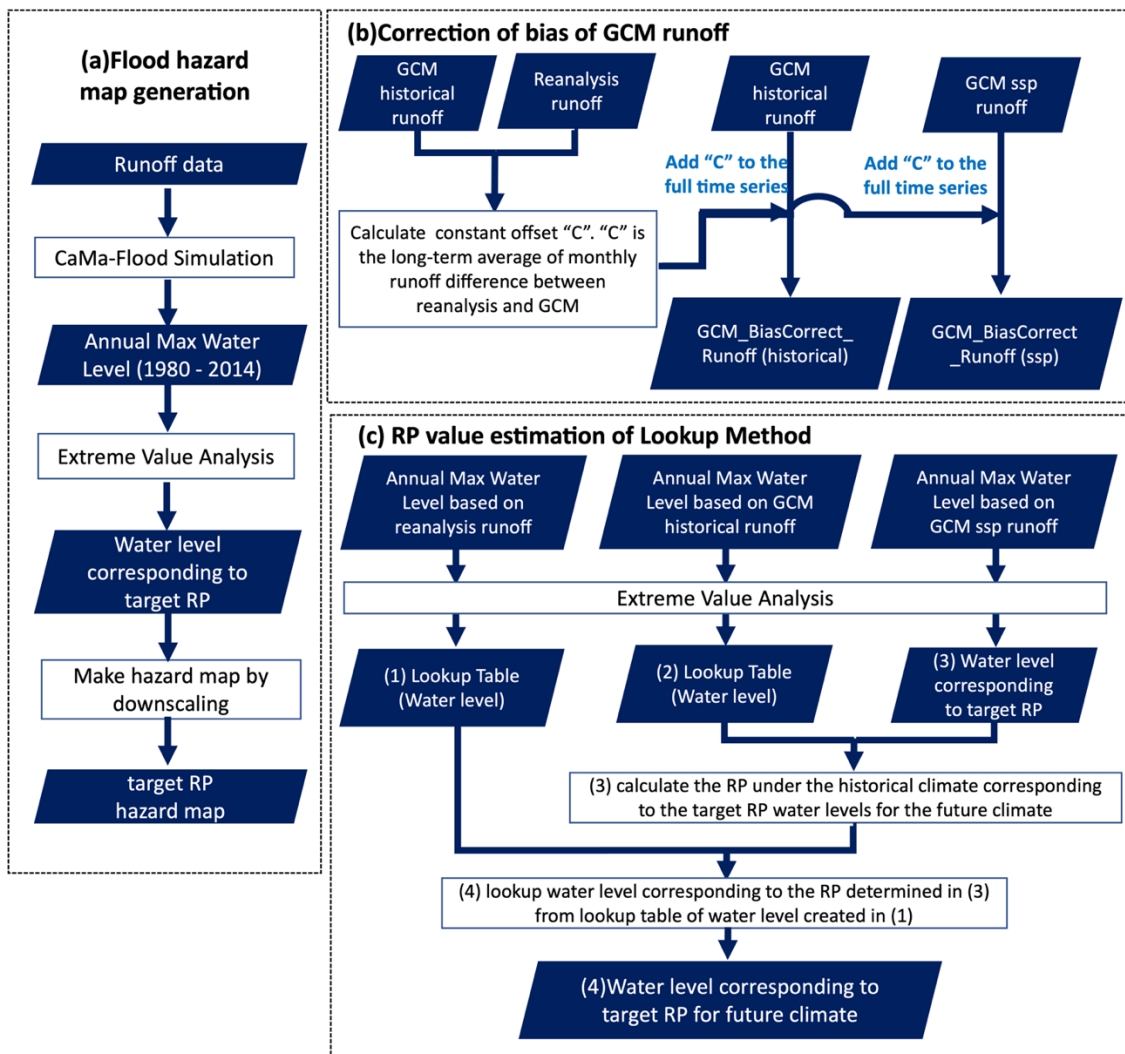 (a)Flood hazard
map generation
Runoff data
CaMa-Flood Simulation
Annual Max Water
Level (1980 - 2014)
Extreme Value Analysis
Water level
corresponding to
target RP
Make hazard map by
downscaling
target RP
hazard map
(b)Correction of bias of GCM runoff
GCM
historical
runoff
Reanalysis
runoff
GCM
historical
runoff
GCM ssp
runoff
Add "C" to the
full time series
Add "C" to the
full time series
Calculate constant offset "C". "C" is
the long-term average of monthly
runoff difference between
reanalysis and GCM
GCM_BiasCorrect_
Runoff (historical)
GCM_BiasCorrect
_Runoff (ssp)
(c) RP value estimation of Lookup Method
Annual Max Water
Level based on
reanalysis runoff
Annual Max Water
Level based on GCM
historical runoff
Annual Max Water
Level based on
GCM ssp runoff
Extreme Value Analysis
(1) Lookup Table
(Water level)
(2) Lookup Table
(Water level)
(3) Water level
corresponding
to target RP
(3) calculate the RP under the historical climate corresponding
to the target RP water levels for the future climate
(4) lookup water level corresponding to the RP determined in (3)
from lookup table of water level created in (1)
(4)Water level corresponding to
target RP for future climate